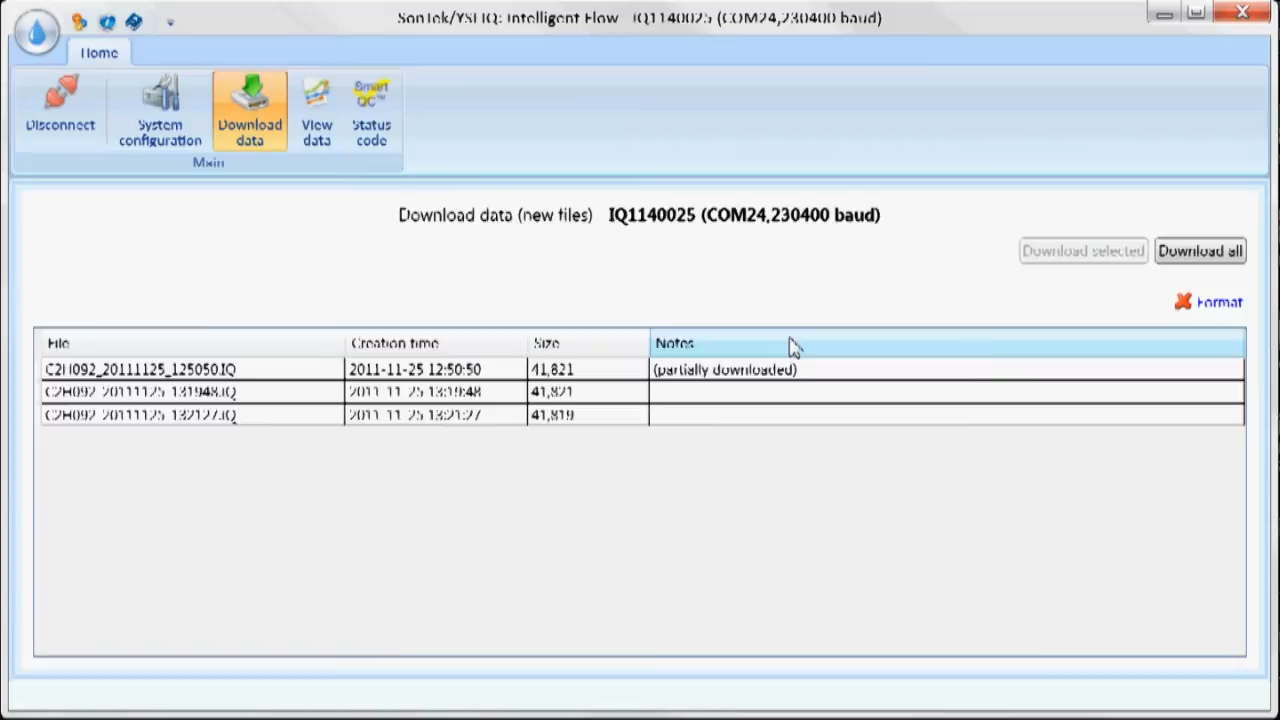 SonTek/YSI IQ: Intelligent Flow IQ1140025 (COM24,230400 baud)
Home
Disconnect
System configuration
Download data
View data
Smart QC™
Status code
Main
Download data (new files) IQ1140025 (COM24,230400 baud)
Download selected Download all
Format
File Creation time Size Notes
C2H092_20111125_125050.IQ 2011-11-25 12:50:50 41,821 (partially downloaded)
C2H092_20111125_131948.IQ 2011-11-25 13:19:48 41,821
C2H092_20111125_132127.IQ 2011-11-25 13:21:27 41,819